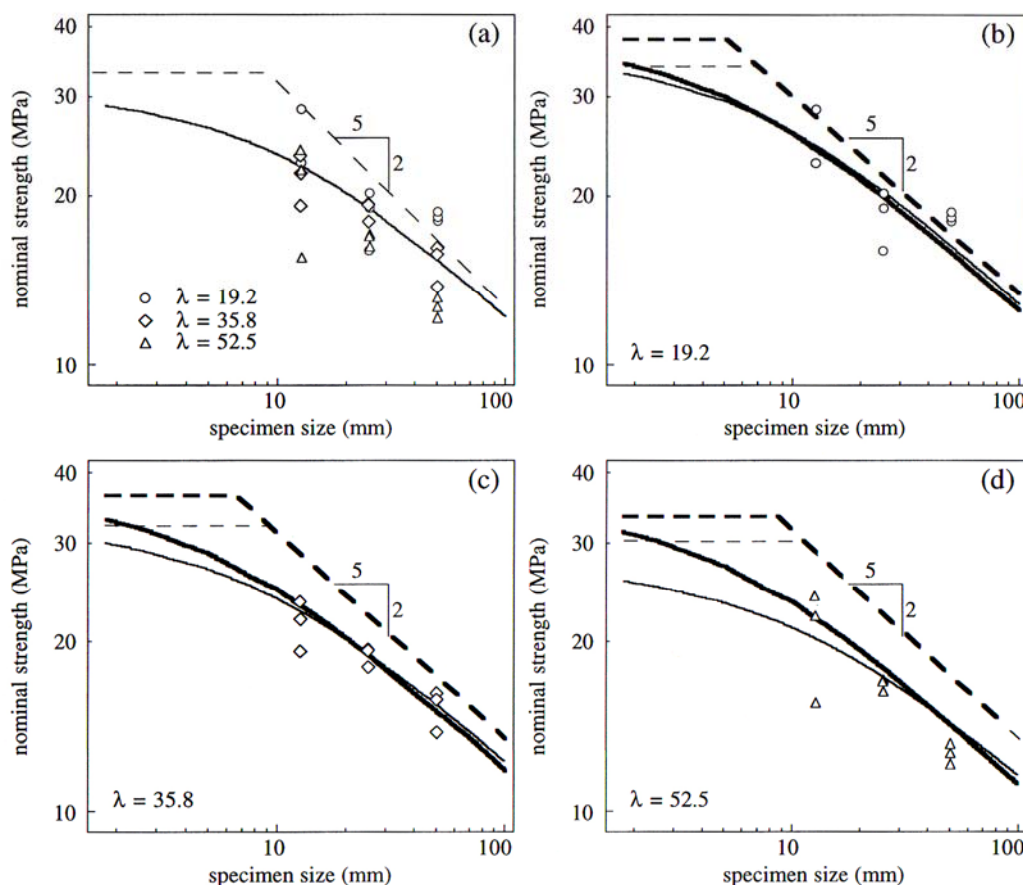 (a)
40
30
20
10
nominal strength (MPa)
5
2
λ = 19.2
λ = 35.8
λ = 52.5
10
100
specimen size (mm)
(b)
40
30
20
10
nominal strength (MPa)
5
2
λ = 19.2
10
100
specimen size (mm)
(c)
40
30
20
10
nominal strength (MPa)
5
2
λ = 35.8
10
100
specimen size (mm)
(d)
40
30
20
10
nominal strength (MPa)
5
2
λ = 52.5
10
100
specimen size (mm)